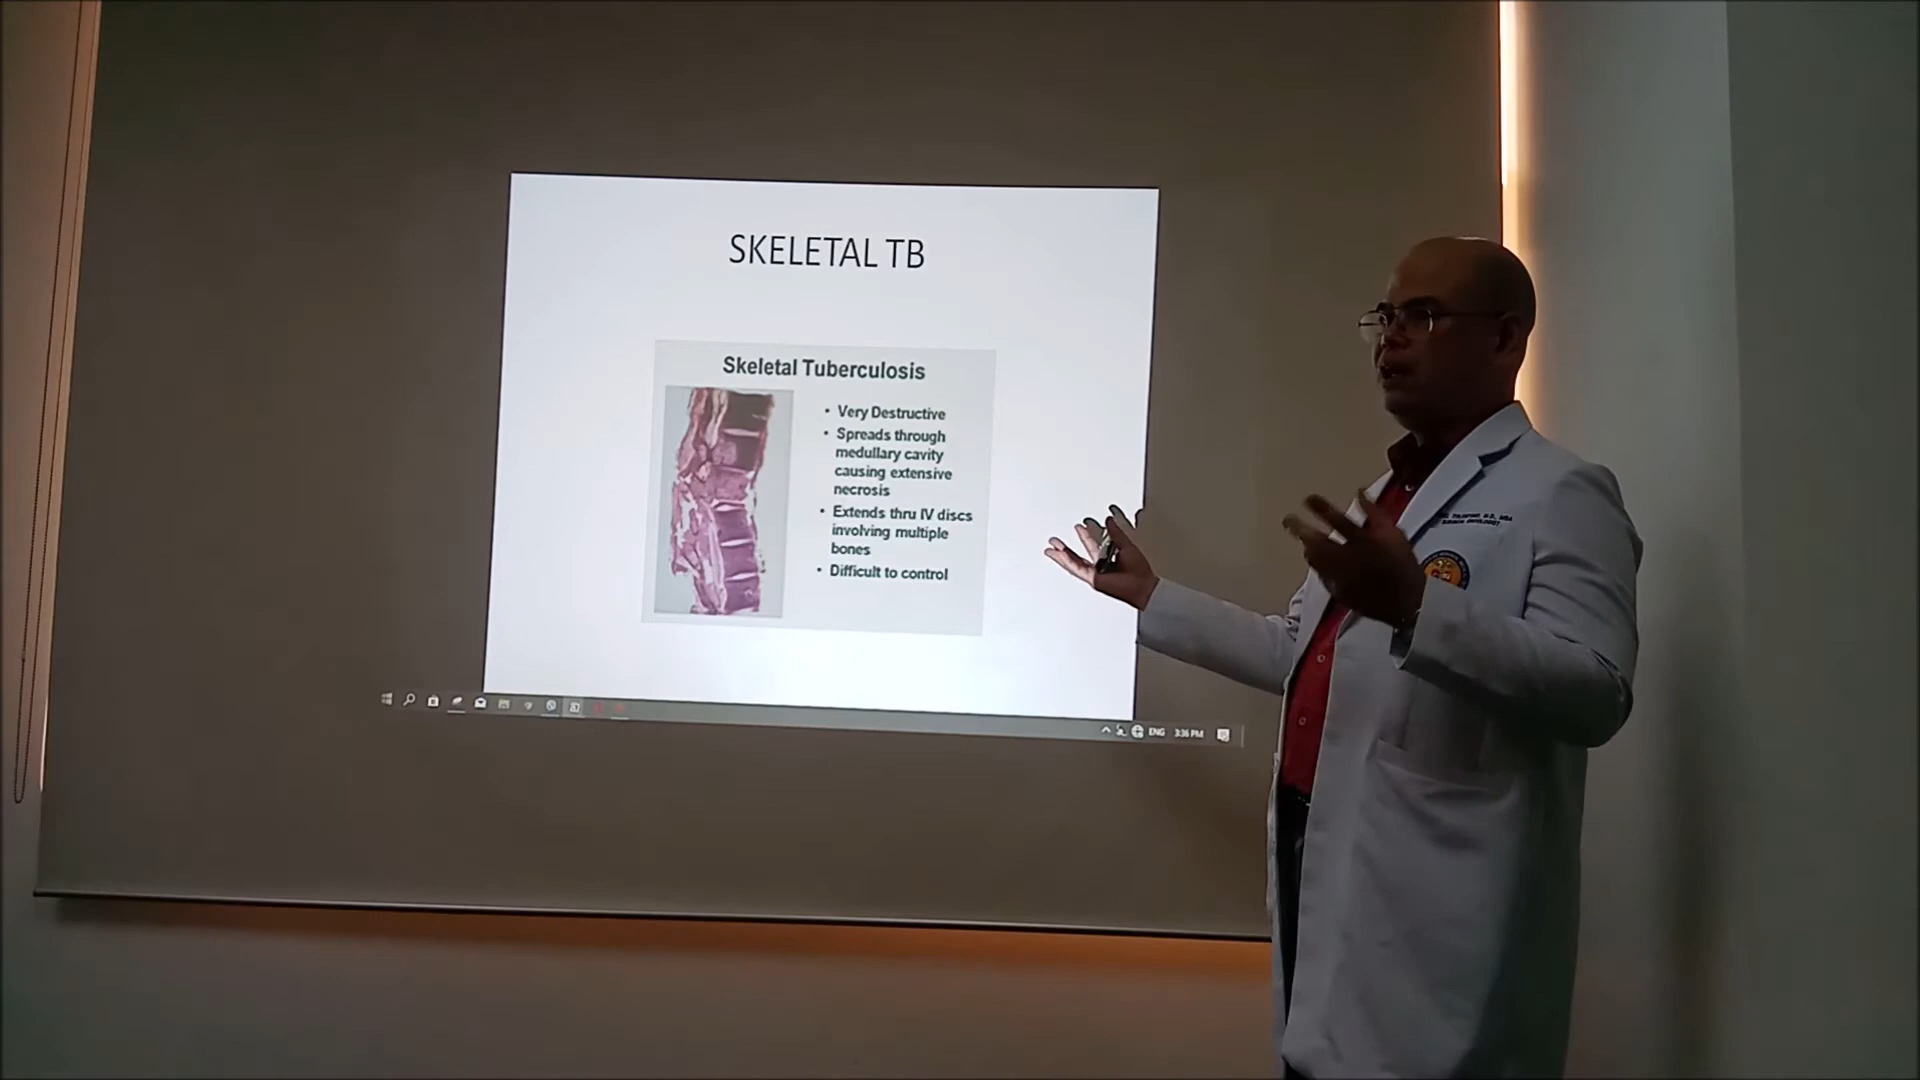 SKELETAL TB
Skeletal Tuberculosis
• Very Destructive
• Spreads through
medullary cavity
causing extensive
necrosis
• Extends thru IV discs
involving multiple
bones
• Difficult to control
ENG 3:36 PM